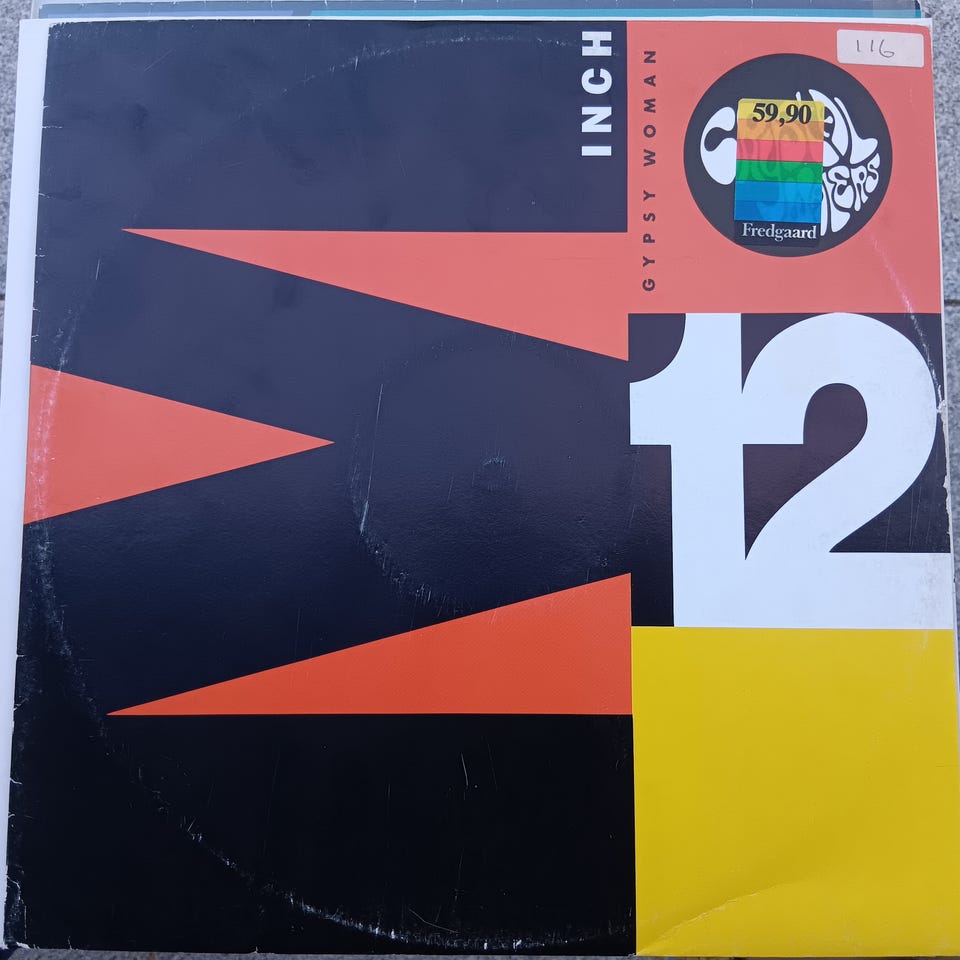 INCH
GYPSY WOMAN
116
59,90
Fredgaard
12